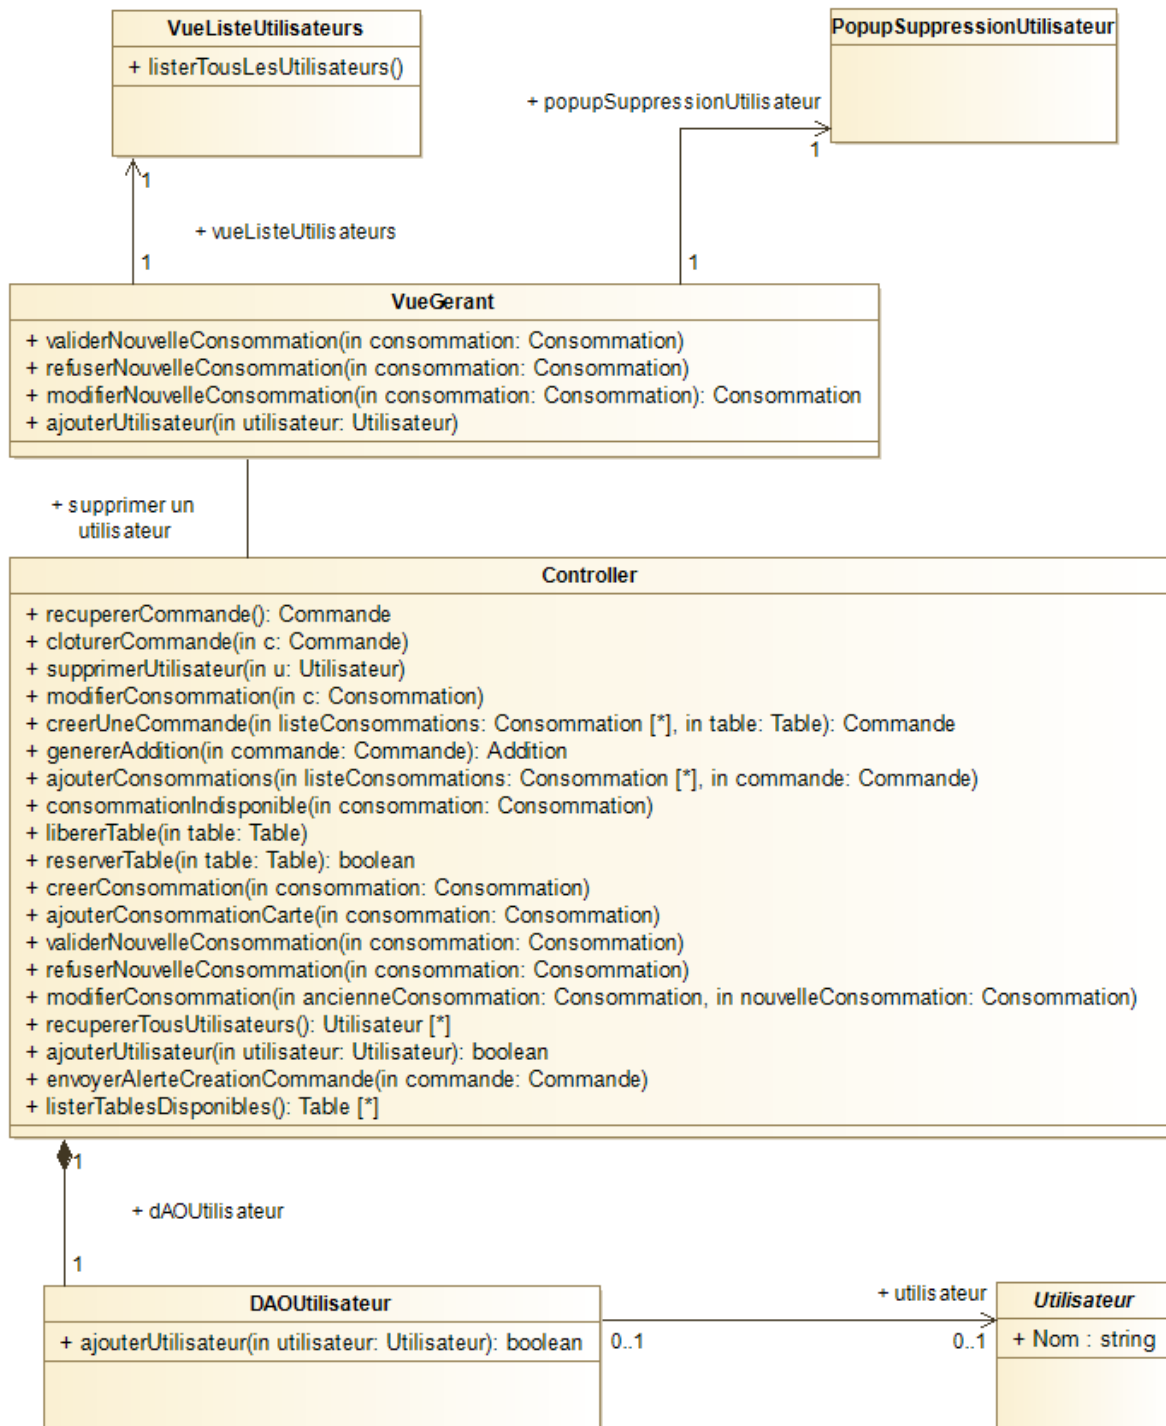 VueListeUtilisateurs
+ listerTousLesUtilisateurs()
PopupSuppressionUtilisateur
+ popupSuppressionUtilisateur
1
1
+ vueListeUtilisateurs
1
1
VueGerant
+ validerNouvelleConsommation(in consommation: Consommation)
+ refuserNouvelleConsommation(in consommation: Consommation)
+ modifierNouvelleConsommation(in consommation: Consommation): Consommation
+ ajouterUtilisateur(in utilisateur: Utilisateur)
+ supprimer un
utilisateur
Controller
+ recupererCommande(): Commande
+ cloturerCommande(in c: Commande)
+ supprimerUtilisateur(in u: Utilisateur)
+ modifierConsommation(in c: Consommation)
+ creerUneCommande(in listeConsommations: Consommation [*], in table: Table): Commande
+ genererAddition(in commande: Commande): Addition
+ ajouterConsommations(in listeConsommations: Consommation [*], in commande: Commande)
+ consommationIndisponible(in consommation: Consommation)
+ libererTable(in table: Table)
+ reserverTable(in table: Table): boolean
+ creerConsommation(in consommation: Consommation)
+ ajouterConsommationCarte(in consommation: Consommation)
+ validerNouvelleConsommation(in consommation: Consommation)
+ refuserNouvelleConsommation(in consommation: Consommation)
+ modifierConsommation(in ancienneConsommation: Consommation, in nouvelleConsommation: Consommation)
+ recupererTousUtilisateurs(): Utilisateur [*]
+ ajouterUtilisateur(in utilisateur: Utilisateur): boolean
+ envoyerAlerteCreationCommande(in commande: Commande)
+ listerTablesDisponibles(): Table [*]
1
+ dAOUtilisateur
1
DAOUtilisateur
+ ajouterUtilisateur(in utilisateur: Utilisateur): boolean
+ utilisateur
0..1
0..1
Utilisateur
+ Nom : string